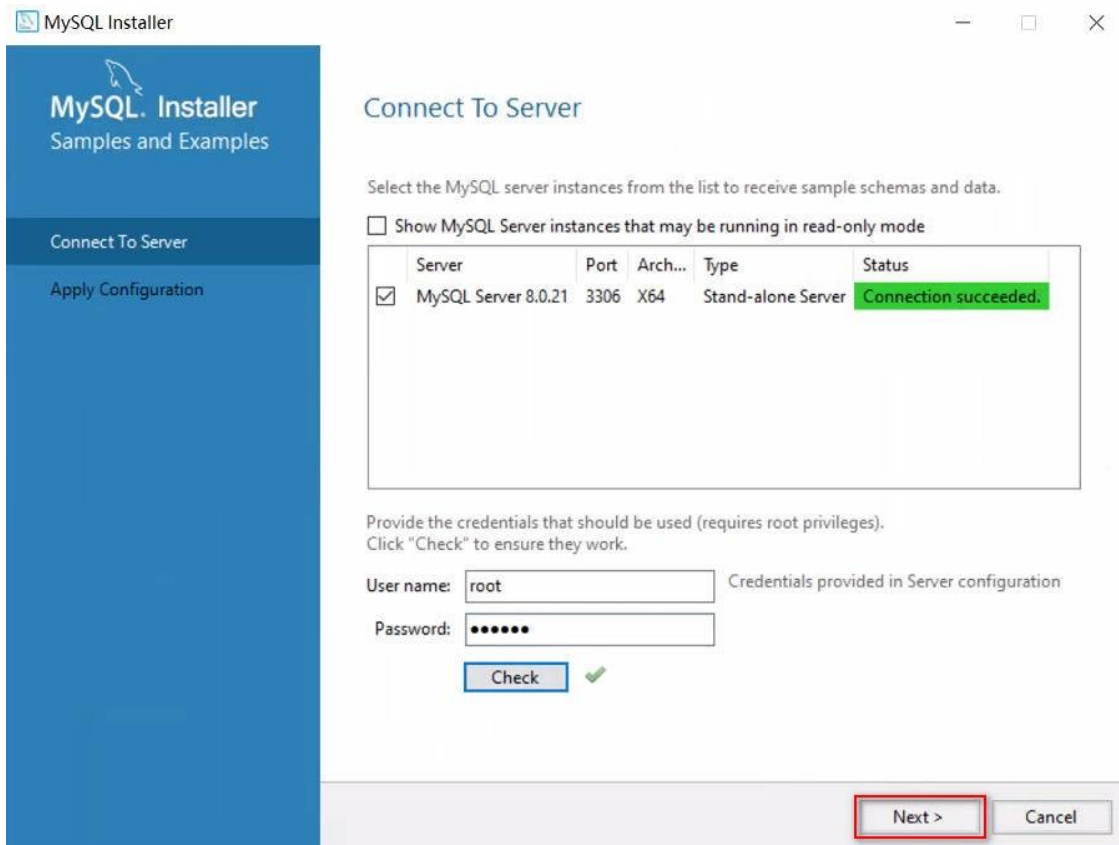 MySQL Installer
MySQL. Installer
Samples and Examples
Connect To Server
Apply Configuration
Connect To Server
Select the MySQL server instances from the list to receive sample schemas and data.
Show MySQL Server instances that may be running in read-only mode
Server Port Arch... Type Status
MySQL Server 8.0.21 3306 X64 Stand-alone Server Connection succeeded.
Provide the credentials that should be used (requires root privileges).
Click "Check" to ensure they work.
User name: root Credentials provided in Server configuration
Password: ●●●●●●
Check
Next > Cancel